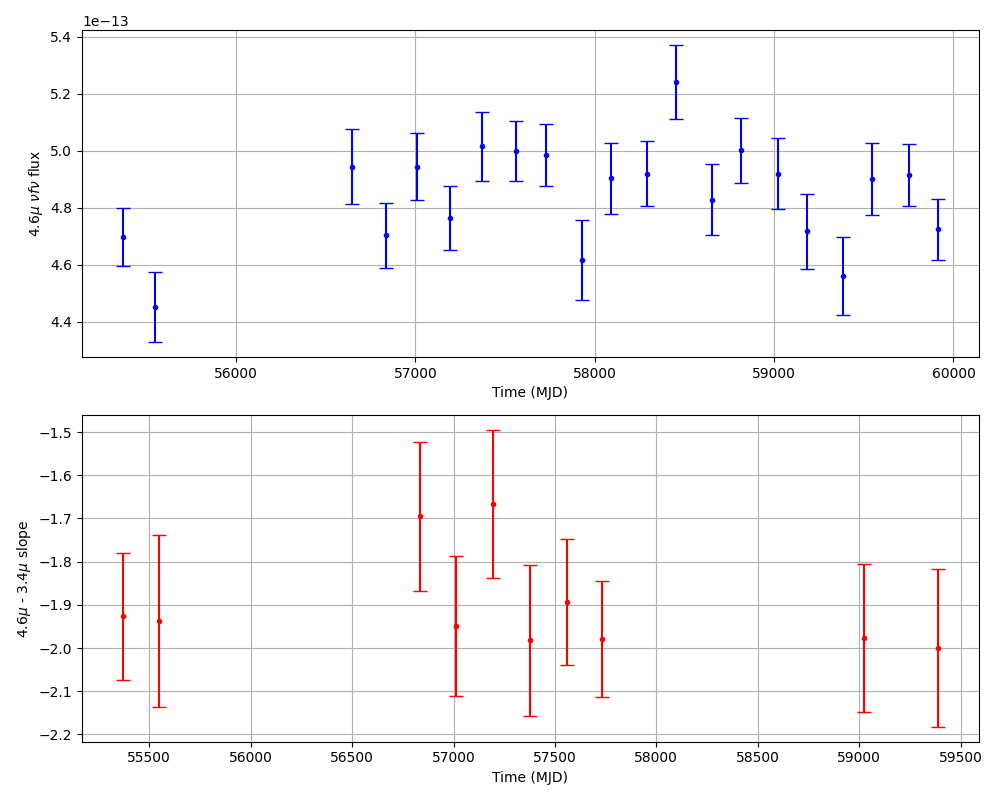 1e−13
5.4
5.2
5.0
4.8
4.6
4.4
4.6μ νfν flux
56000 57000 58000 59000 60000
Time (MJD)
−1.5
−1.6
−1.7
−1.8
−1.9
−2.0
−2.1
−2.2
4.6μ - 3.4μ slope
55500 56000 56500 57000 57500 58000 58500 59000 59500
Time (MJD)